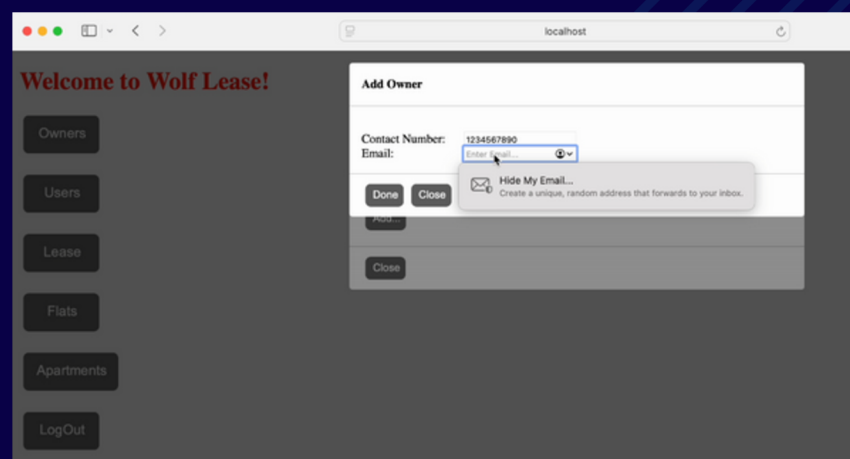 localhost
Welcome to Wolf Lease!
Owners
Users
Lease
Flats
Apartments
LogOut
Add Owner
Contact Number: 1234567890
Email: Enter Email...
Hide My Email...
Create a unique, random address that forwards to your inbox.
Done Close
Add...
Close